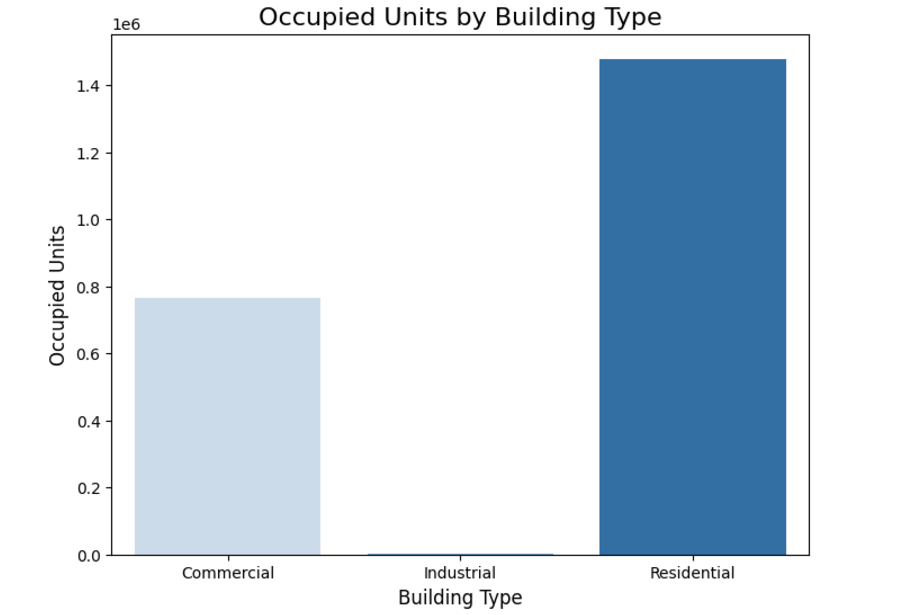 Occupied Units by Building Type
1e6
1.4
1.2
1.0
0.8
0.6
0.4
0.2
0.0
Occupied Units
Commercial
Industrial
Residential
Building Type